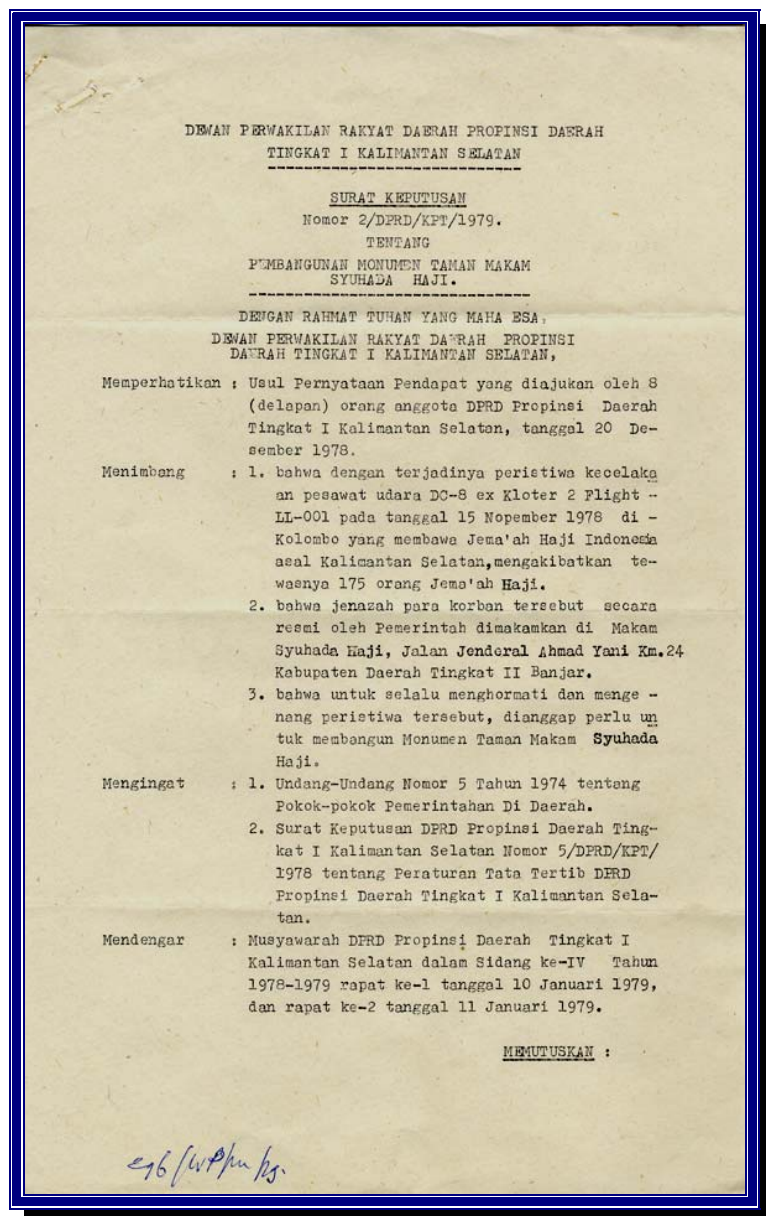 DEWAN PERWAKILAN RAKYAT DAERAH PROPINSI DAERAH
TINGKAT I KALIMANTAN SELATAN
SURAT KEPUTUSAN
Nomor 2/DPRD/KPT/1979.
TENTANG
PEMBANGUNAN MONUMEN TAMAN MAKAM
SYUHADA HAJI.
DENGAN RAHMAT TUHAN YANG MAHA ESA,
DEWAN PERWAKILAN RAKYAT DAERAH PROPINSI
DAERAH TINGKAT I KALIMANTAN SELATAN,
Memperhatikan : Usul Pernyataan Pendapat yang diajukan oleh 8
(delapan) orang anggota DPRD Propinsi Daerah
Tingkat I Kalimantan Selatan, tanggal 20 De-
sember 1978.
Menimbang : 1. bahwa dengan terjadinya peristiwa kecelaka
an pesawat udara DC-8 ex Kloter 2 Flight -
LL-001 pada tanggal 15 Nopember 1978 di -
Kolombo yang membawa Jema'ah Haji Indonesia
asal Kalimantan Selatan,mengakibatkan te-
wasnya 175 orang Jema'ah Haji.
2. bahwa jenazah para korban tersebut secara
resmi oleh Pemerintah dimakamkan di Makam
Syuhada Haji, Jalan Jenderal Ahmad Yani Km.24
Kabupaten Daerah Tingkat II Banjar.
3. bahwa untuk selalu menghormati dan menge -
nang peristiwa tersebut, dianggap perlu un
tuk membangun Monumen Taman Makam Syuhada
Haji.
Mengingat : 1. Undang-Undang Nomor 5 Tahun 1974 tentang
Pokok-pokok Pemerintahan Di Daerah.
2. Surat Keputusan DPRD Propinsi Daerah Ting-
kat I Kalimantan Selatan Nomor 5/DPRD/KPT/
1978 tentang Peraturan Tata Tertib DPRD
Propinsi Daerah Tingkat I Kalimantan Sela-
tan.
Mendengar : Musyawarah DPRD Propinsi Daerah Tingkat I
Kalimantan Selatan dalam Sidang ke-IV Tahun
1978-1979 rapat ke-1 tanggal 10 Januari 1979,
dan rapat ke-2 tanggal 11 Januari 1979.
MEMUTUSKAN :